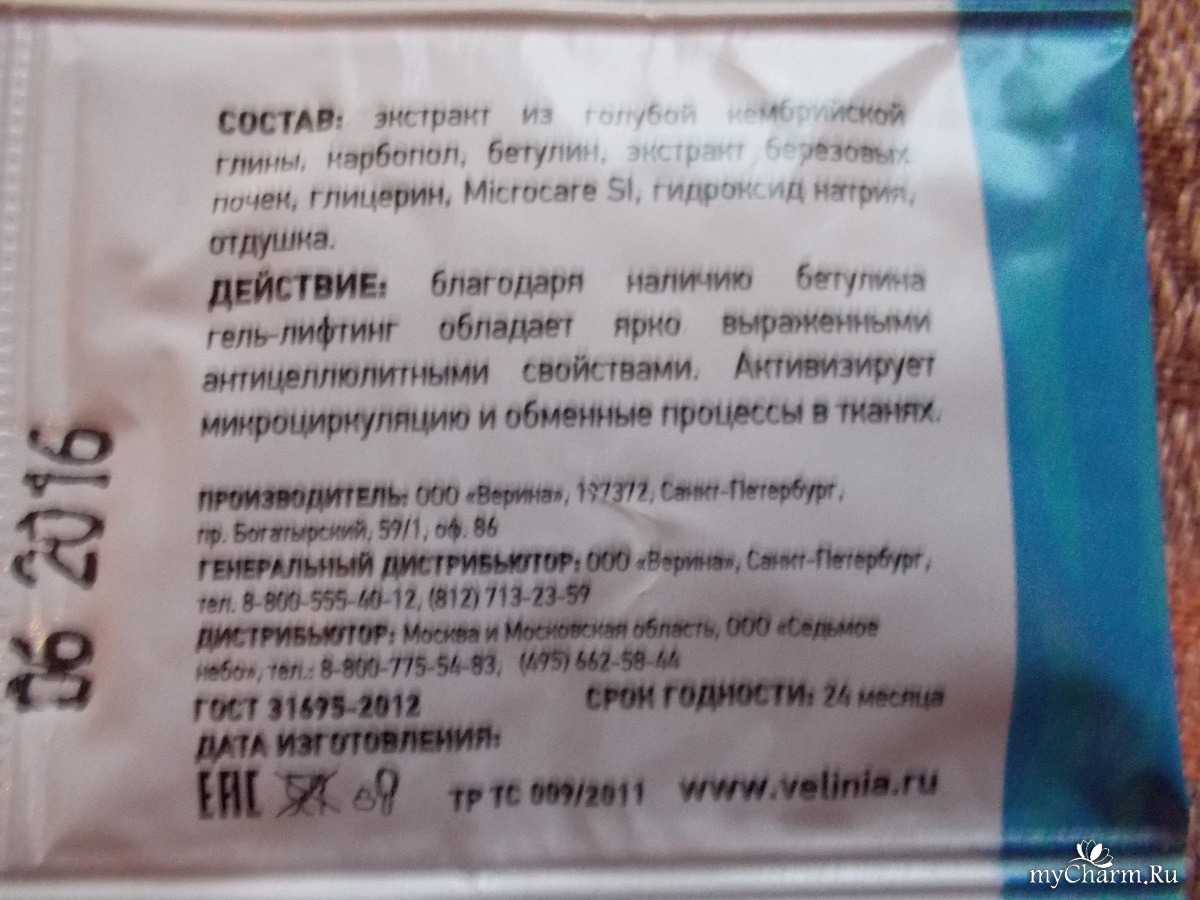 СОСТАВ: экстракт из голубой кембрийской
глины, карбопол, бетулин, экстракт березовых
почек, глицерин, Microcare SI, гидроксид натрия,
отдушка.
ДЕЙСТВИЕ: благодаря наличию бетулина
гель-лифтинг обладает ярко выраженными
антицеллюлитными свойствами. Активизирует
микроциркуляцию и обменные процессы в тканях.
ПРОИЗВОДИТЕЛЬ: ООО «Верина», 197372, Санкт-Петербург,
пр. Богатырский, 59/1, оф. 86
ГЕНЕРАЛЬНЫЙ ДИСТРИБЬЮТОР: ООО «Верина», Санкт-Петербург,
тел. 8-800-555-40-12, (812) 713-23-59
ДИСТРИБЬЮТОР: Москва и Московская область, ООО «Седьмое
небо», тел.: 8-800-775-54-83, (495) 662-58-44
ГОСТ 31695-2012 СРОК ГОДНОСТИ: 24 месяца
ДАТА ИЗГОТОВЛЕНИЯ:
ЕАС ТР ТС 009/2011 www.velinia.ru
06 2016
myCharm.Ru